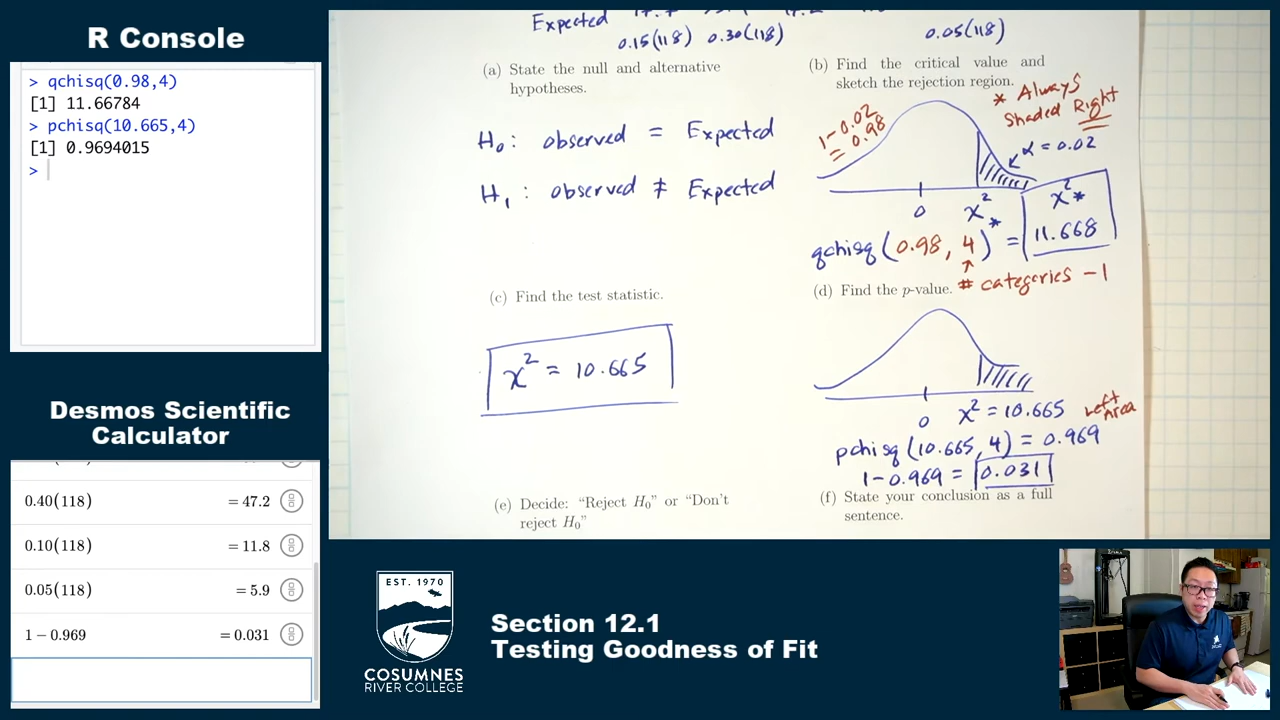 R Console
> qchisq(0.98,4)
[1] 11.66784
> pchisq(10.665,4)
[1] 0.9694015
>
Desmos Scientific
Calculator
0.40(118) = 47.2
0.10(118) = 11.8
0.05(118) = 5.9
1 − 0.969 = 0.031
Expected
0.15(118) 0.30(118) 0.05(118)
(a) State the null and alternative
hypotheses.
H₀: observed = Expected
H₁: observed ≠ Expected
(b) Find the critical value and
sketch the rejection region.
1-0.02
= 0.98
* Always
Shaded Right
α = 0.02
0 χ²*
χ²*
qchisq(0.98, 4) = 11.668
# categories -1
(c) Find the test statistic.
χ² = 10.665
(d) Find the p-value.
0 χ² = 10.665
Left
Area
pchisq(10.665, 4) = 0.969
1-0.969 = 0.031
(e) Decide: “Reject H₀” or “Don’t
reject H₀”
(f) State your conclusion as a full
sentence.
EST. 1970
COSUMNES
RIVER COLLEGE
Section 12.1
Testing Goodness of Fit